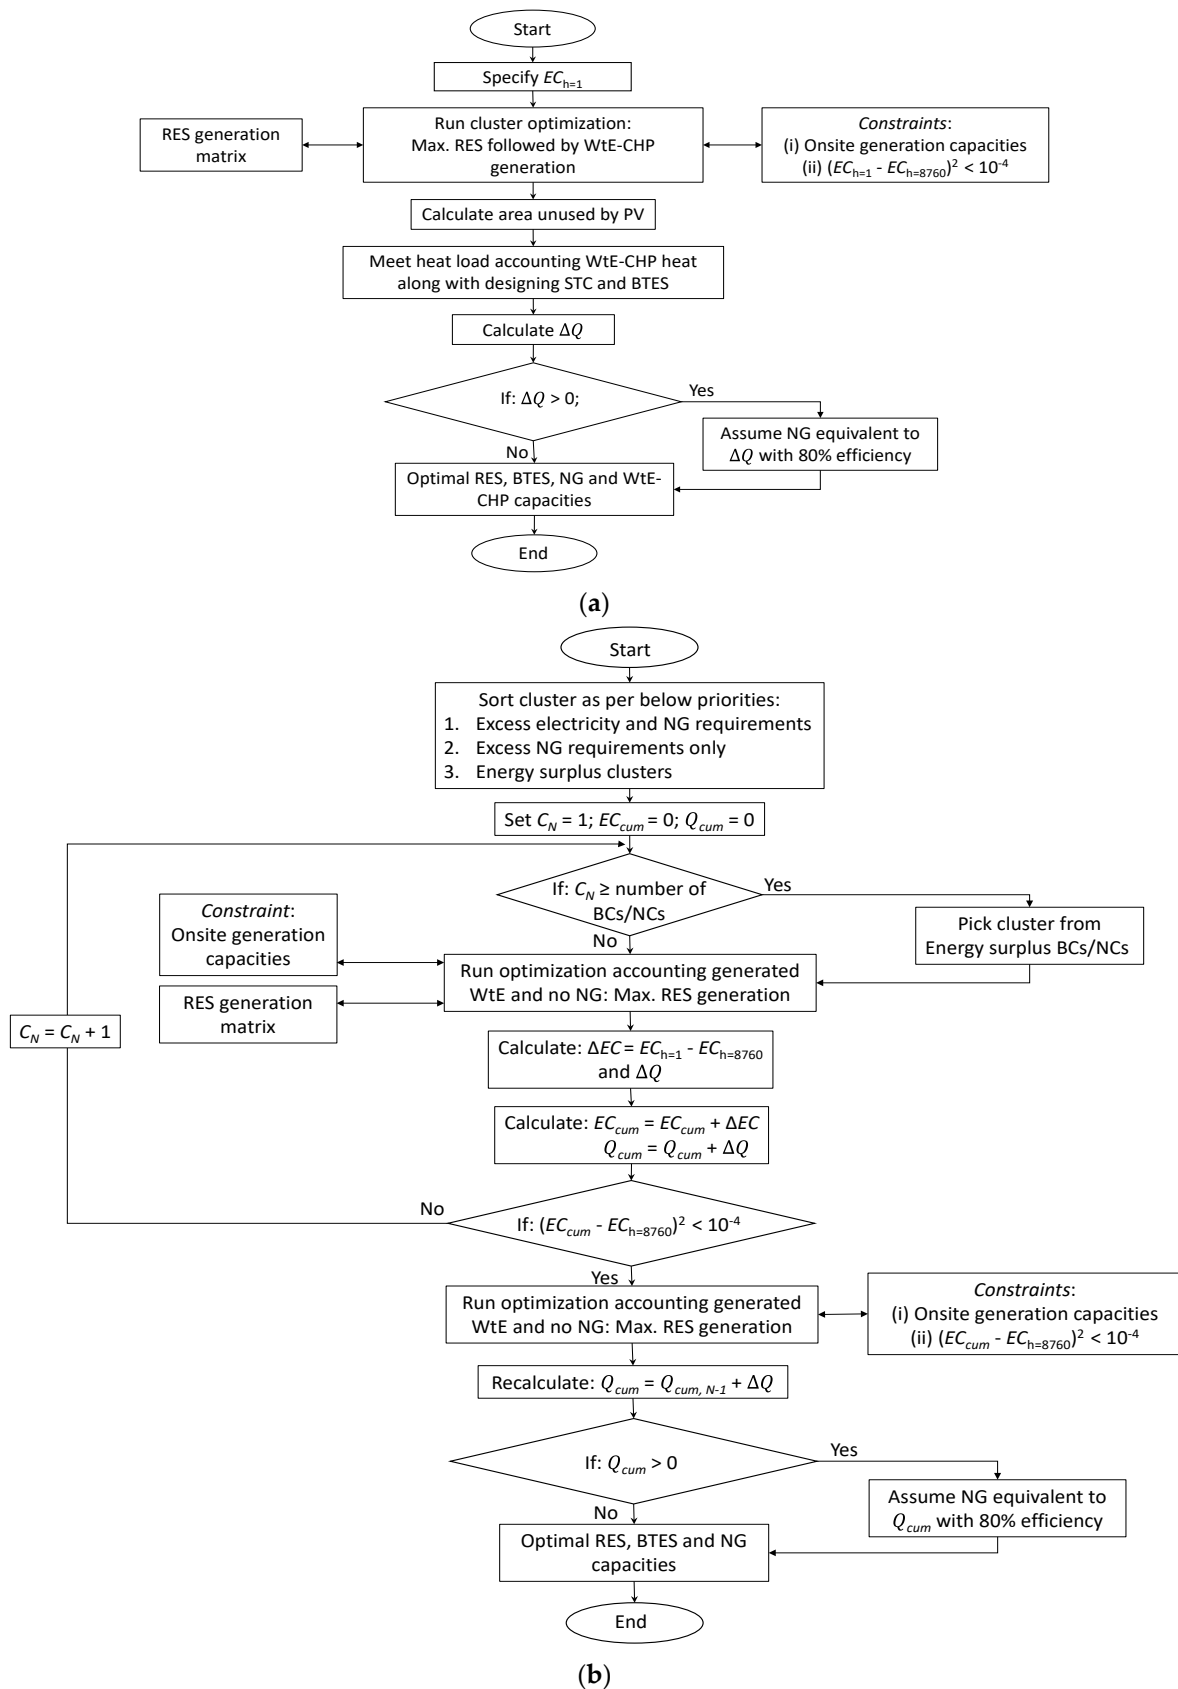 Start
Specify ECh=1
RES generation
matrix
Run cluster optimization:
Max. RES followed by WtE-CHP
generation
Constraints:
(i) Onsite generation capacities
(ii) (ECh=1 - ECh=8760)² < 10⁻⁴
Calculate area unused by PV
Meet heat load accounting WtE-CHP heat
along with designing STC and BTES
Calculate ΔQ
If: ΔQ > 0;
Yes
Assume NG equivalent to
ΔQ with 80% efficiency
No
Optimal RES, BTES, NG and WtE-
CHP capacities
End
(a)
Start
Sort cluster as per below priorities:
1. Excess electricity and NG requirements
2. Excess NG requirements only
3. Energy surplus clusters
Set CN = 1; ECcum = 0; Qcum = 0
If: CN ≥ number of
BCs/NCs
Yes
Pick cluster from
Energy surplus BCs/NCs
No
Constraint:
Onsite generation
capacities
RES generation
matrix
Run optimization accounting generated
WtE and no NG: Max. RES generation
CN = CN + 1
Calculate: ΔEC = ECh=1 - ECh=8760
and ΔQ
Calculate: ECcum = ECcum + ΔEC
Qcum = Qcum + ΔQ
No
If: (ECcum - ECh=8760)² < 10⁻⁴
Yes
Run optimization accounting generated
WtE and no NG: Max. RES generation
Constraints:
(i) Onsite generation capacities
(ii) (ECcum - ECh=8760)² < 10⁻⁴
Recalculate: Qcum = Qcum, N-1 + ΔQ
If: Qcum > 0
Yes
Assume NG equivalent to
Qcum with 80% efficiency
No
Optimal RES, BTES and NG
capacities
End
(b)